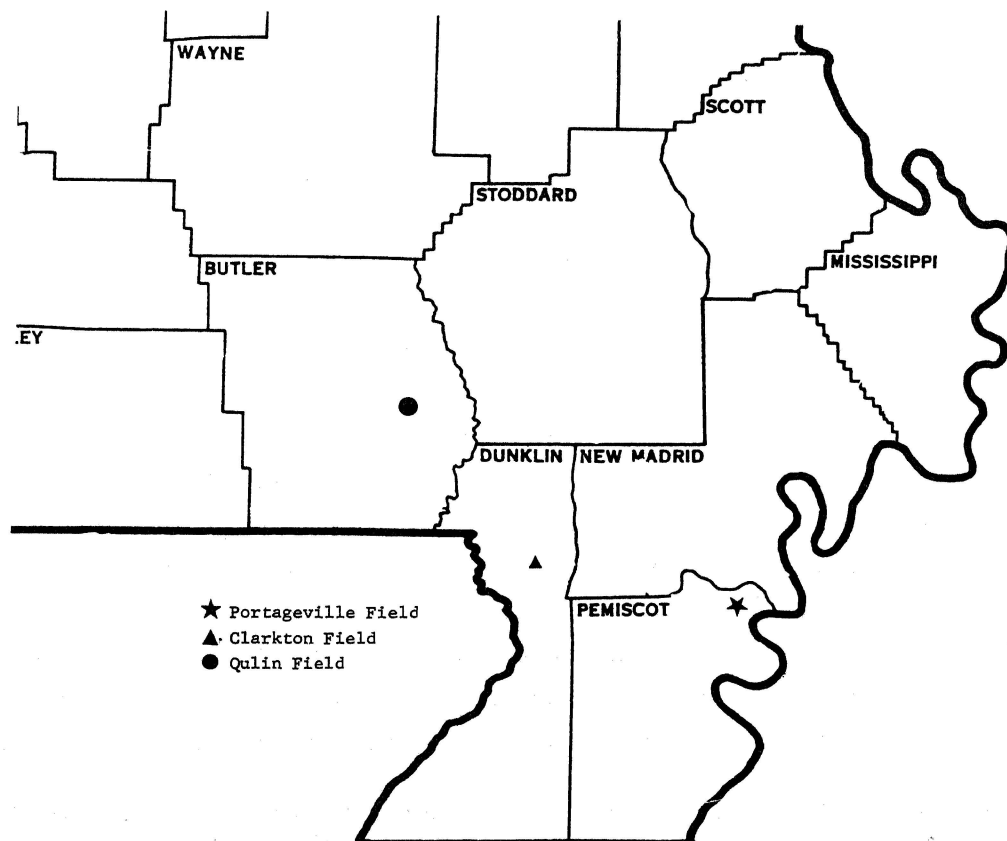 WAYNE
SCOTT
STODDARD
MISSISSIPPI
BUTLER
.EY
DUNKLIN
NEW MADRID
PEMISCOT
★ Portageville Field
▲ Clarkton Field
● Qulin Field